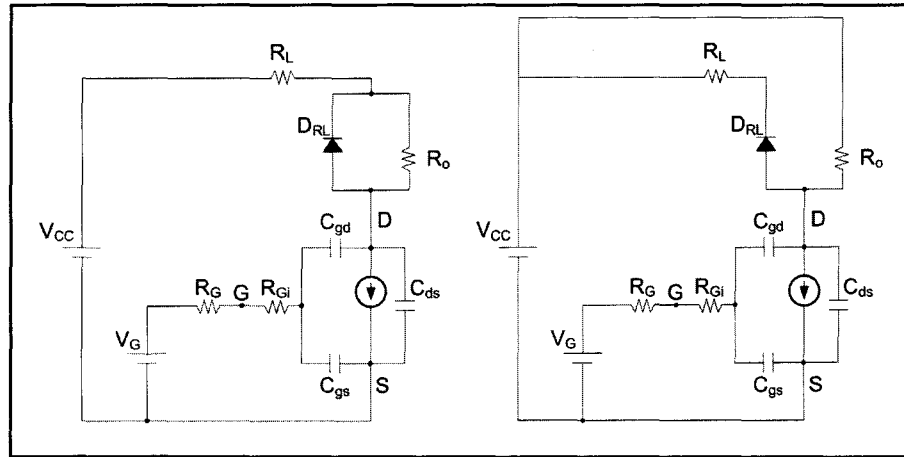 R_L
D_RL
R_o
V_CC
D
C_gd
R_G G R_Gi
C_ds
V_G
C_gs
S
R_L
D_RL
R_o
V_CC
D
C_gd
R_G G R_Gi
C_ds
V_G
C_gs
S